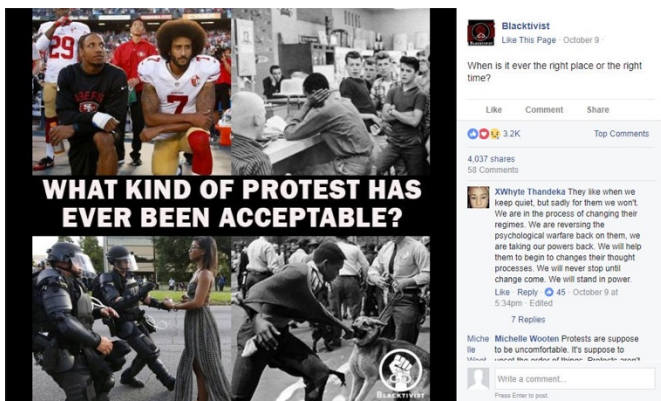 29
7
WHAT KIND OF PROTEST HAS
EVER BEEN ACCEPTABLE?
BLACKTIVIST
BLACKTIVIST
Blacktivist
Like This Page · October 9 ·
When is it ever the right place or the right
time?
Like Comment Share
3.2K Top Comments
4,037 shares
58 Comments
XWhyte Thandeka They like when we
keep quiet, but sadly for them we won't.
We are in the process of changing their
regimes. We are reversing the
psychological warfare back on them, we
are taking our powers back. We will help
them to begin to changes their thought
processes. We will never stop until
change come. We will stand in power.
Like · Reply · 45 · October 9 at
5:34pm · Edited
7 Replies
Miche
lle
Michelle Wooten Protests are suppose
to be uncomfortable. It's suppose to
Write a comment...
Press Enter to post.